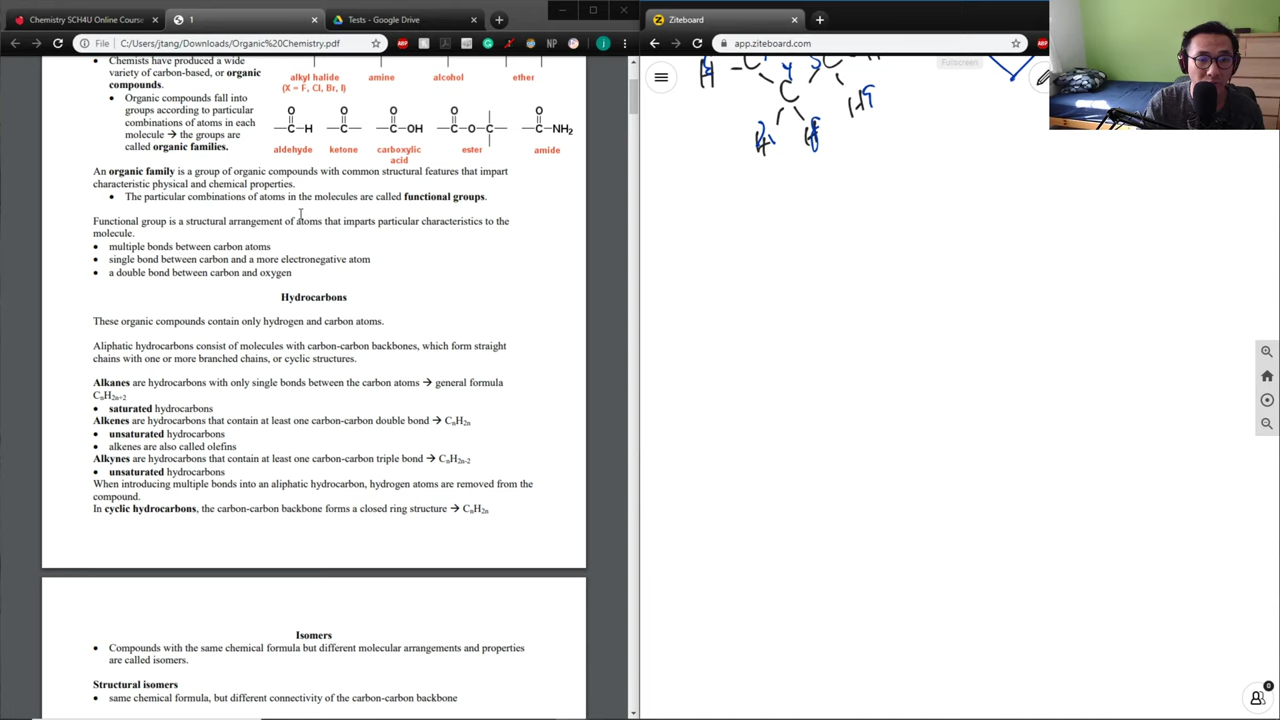 Chemistry SCH4U Online Course
1
Tests - Google Drive
Ziteboard
File
C:/Users/jtang/Downloads/Organic%20Chemistry.pdf
app.ziteboard.com
Fullscreen
Chemists have produced a wide
variety of carbon-based, or organic
compounds.
Organic compounds fall into
groups according to particular
combinations of atoms in each
molecule → the groups are
called organic families.
alkyl halide
(X = F, Cl, Br, I)
amine
alcohol
ether
O O O O O
C—H C— C—OH C—O—C C—NH2
aldehyde ketone carboxylic
acid
ester
amide
An organic family is a group of organic compounds with common structural features that impart
characteristic physical and chemical properties.
The particular combinations of atoms in the molecules are called functional groups.
Functional group is a structural arrangement of atoms that imparts particular characteristics to the
molecule.
multiple bonds between carbon atoms
single bond between carbon and a more electronegative atom
a double bond between carbon and oxygen
Hydrocarbons
These organic compounds contain only hydrogen and carbon atoms.
Aliphatic hydrocarbons consist of molecules with carbon-carbon backbones, which form straight
chains with one or more branched chains, or cyclic structures.
Alkanes are hydrocarbons with only single bonds between the carbon atoms → general formula
CnH2n+2
saturated hydrocarbons
Alkenes are hydrocarbons that contain at least one carbon-carbon double bond → CnH2n
unsaturated hydrocarbons
alkenes are also called olefins
Alkynes are hydrocarbons that contain at least one carbon-carbon triple bond → CnH2n-2
unsaturated hydrocarbons
When introducing multiple bonds into an aliphatic hydrocarbon, hydrogen atoms are removed from the
compound.
In cyclic hydrocarbons, the carbon-carbon backbone forms a closed ring structure → CnH2n
Isomers
Compounds with the same chemical formula but different molecular arrangements and properties
are called isomers.
Structural isomers
same chemical formula, but different connectivity of the carbon-carbon backbone